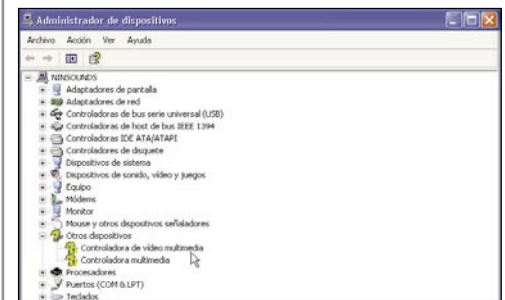 Administrador de dispositivos
Archivo Acción Ver Ayuda
NINSOUNDS
Adaptadores de pantalla
Adaptadores de red
Controladoras de bus serie universal (USB)
Controladoras de host de bus IEEE 1394
Controladoras IDE ATA/ATAPI
Controladores de disquete
Dispositivos de sistema
Dispositivos de sonido, vídeo y juegos
Equipo
Módems
Monitor
Mouse y otros dispositivos señaladores
Otros dispositivos
Controladora de vídeo multimedia
Controladora multimedia
Procesadores
Puertos (COM & LPT)
Teclados